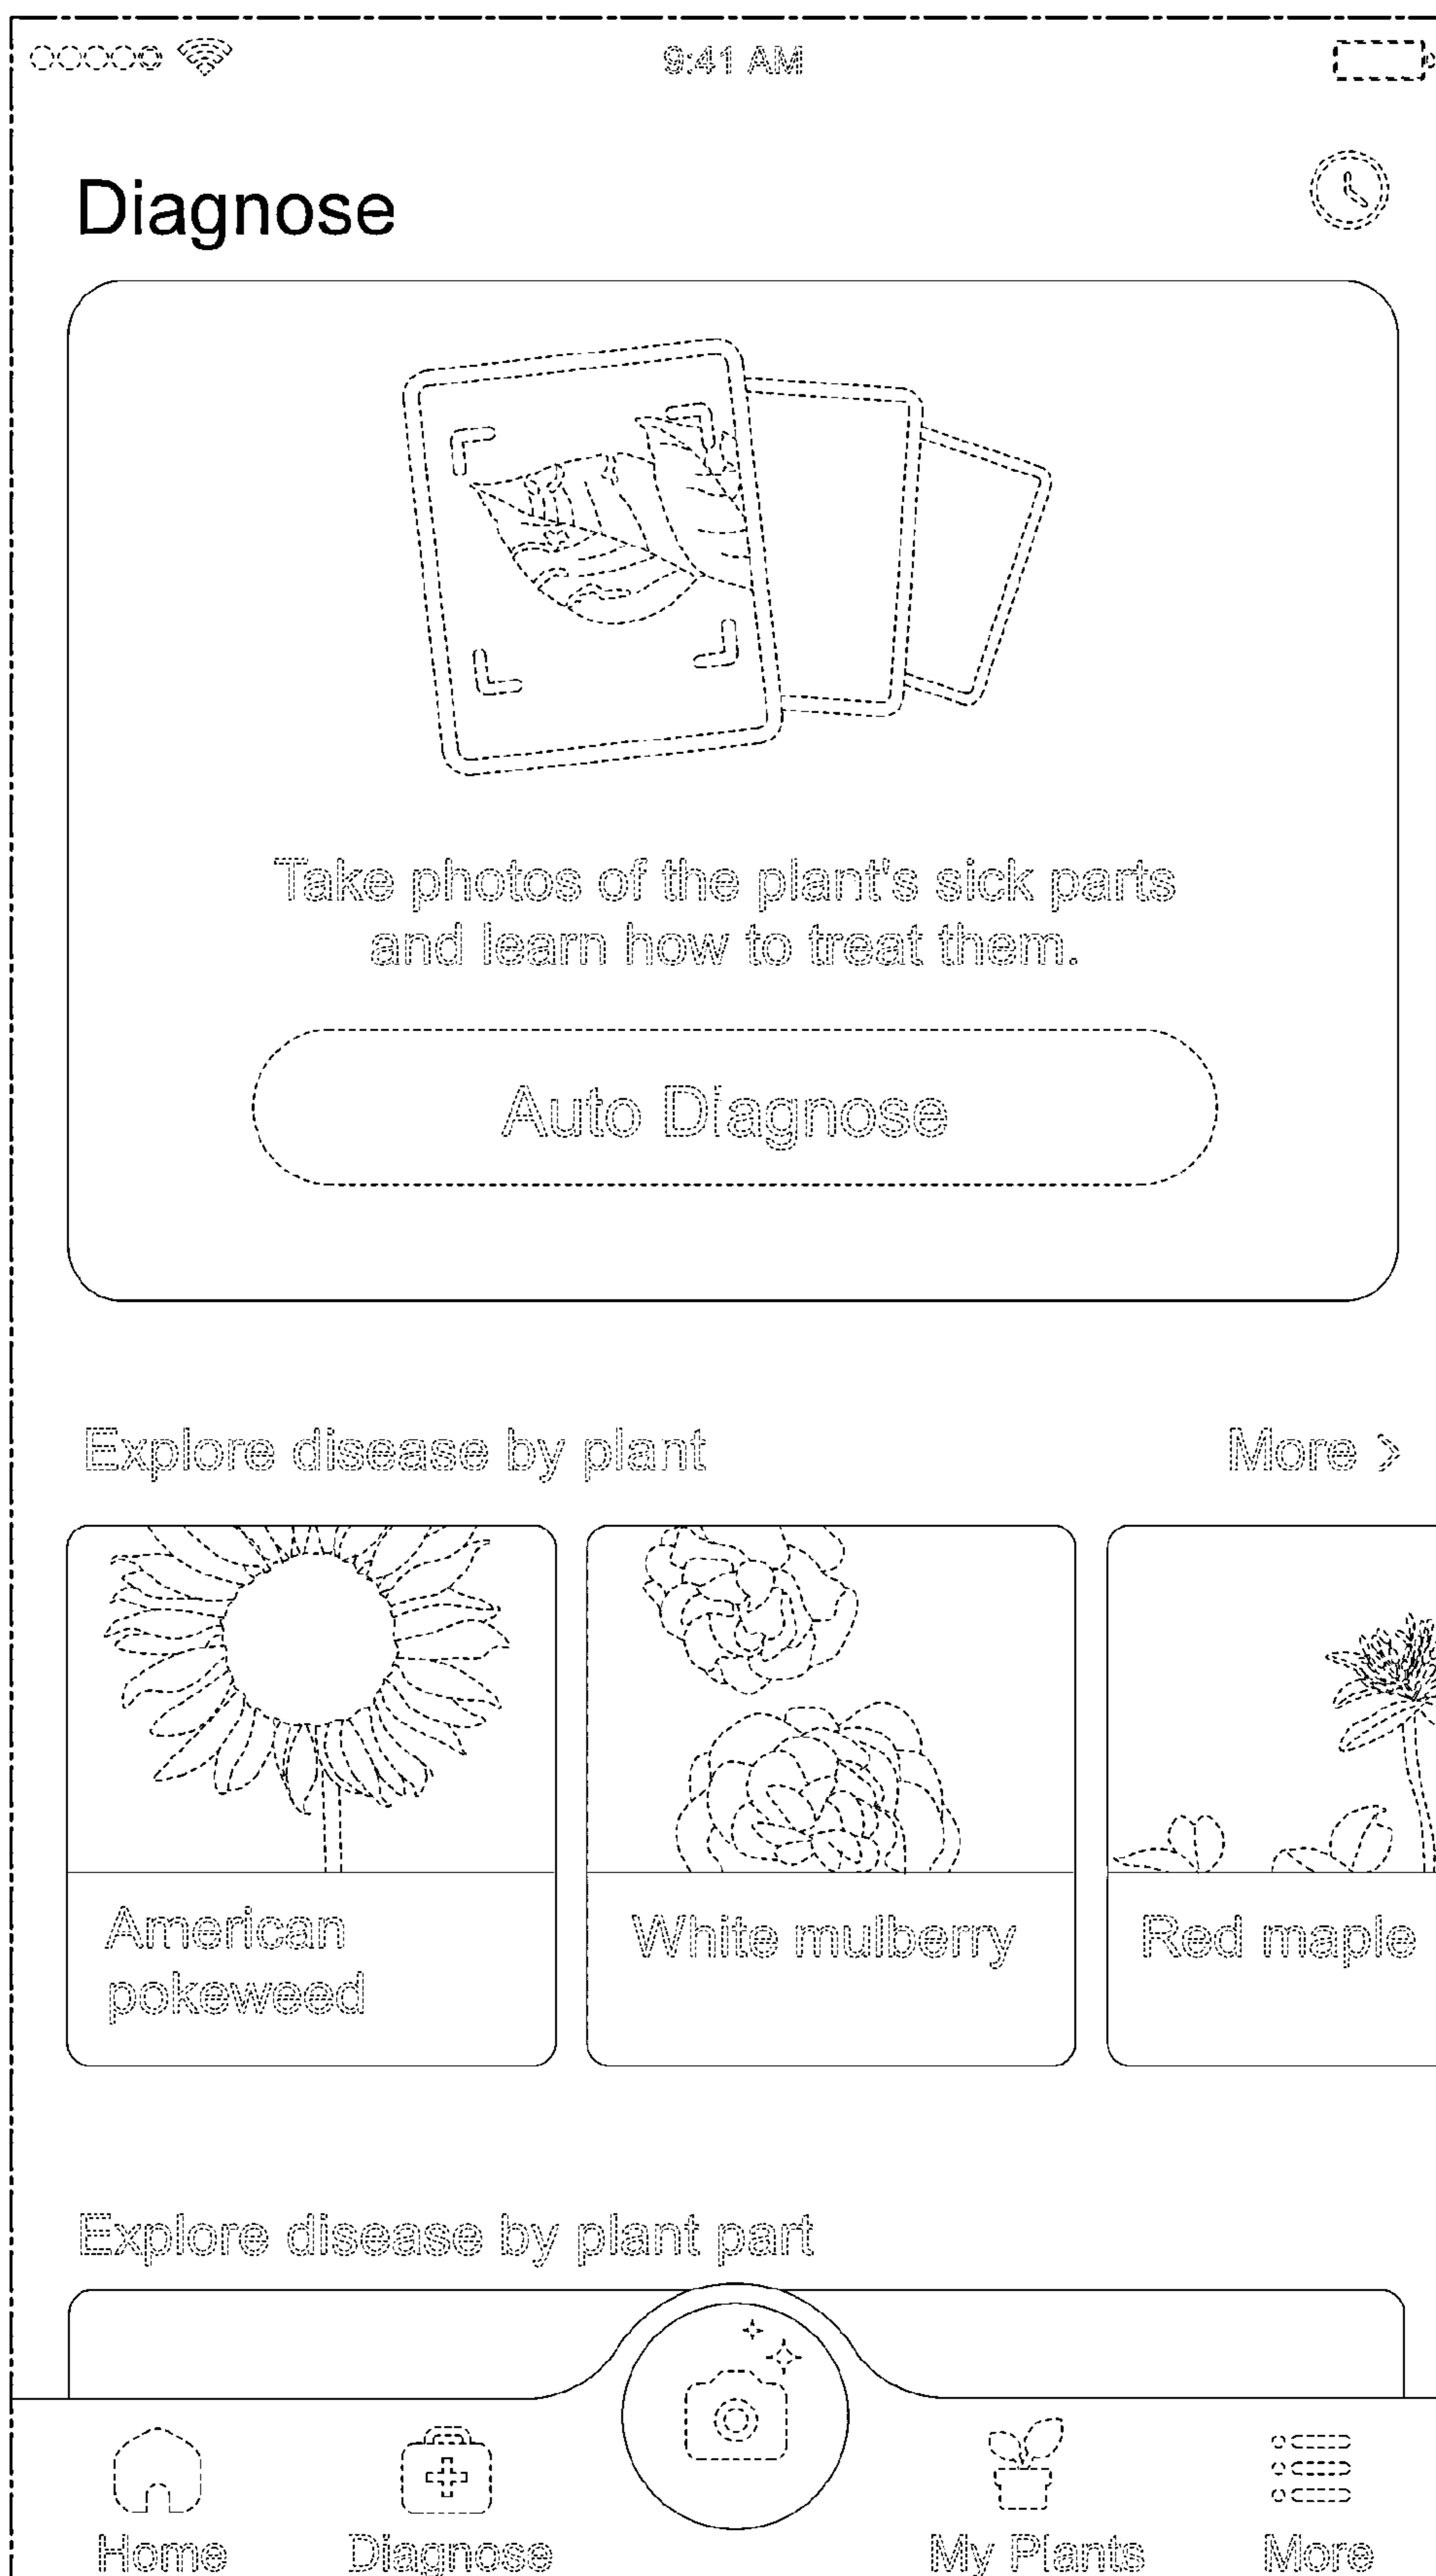 9:41 AM
Diagnose
Take photos of the plant's sick parts
and learn how to treat them.
Auto Diagnose
Explore disease by plant
More >
American
pokeweed
White mulberry
Red maple
Explore disease by plant part
Home
Diagnose
My Plants
More